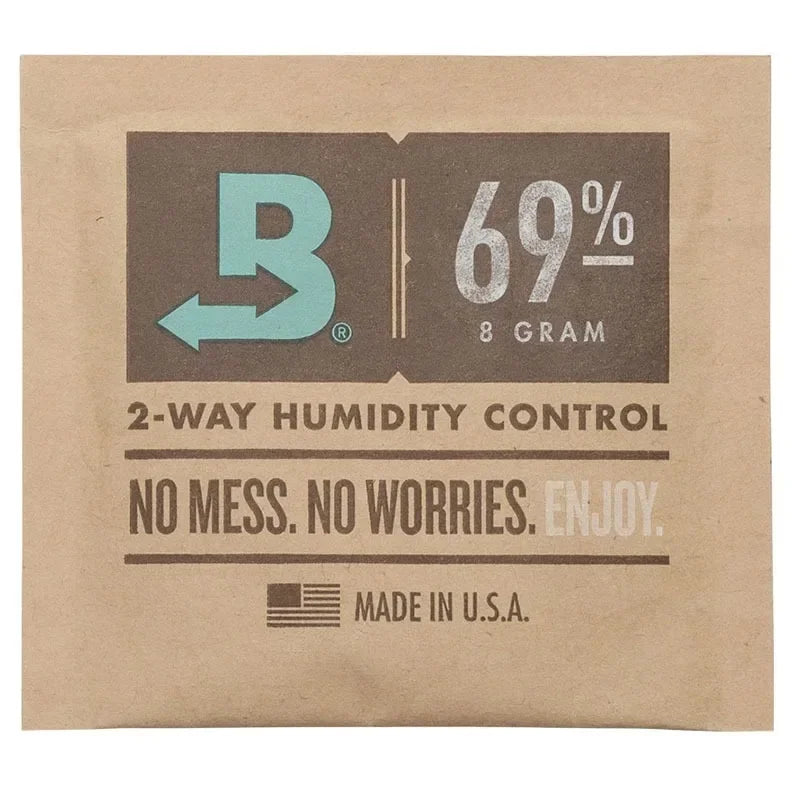 B®
69%
8 GRAM
2-WAY HUMIDITY CONTROL
NO MESS. NO WORRIES. ENJOY.
MADE IN U.S.A.